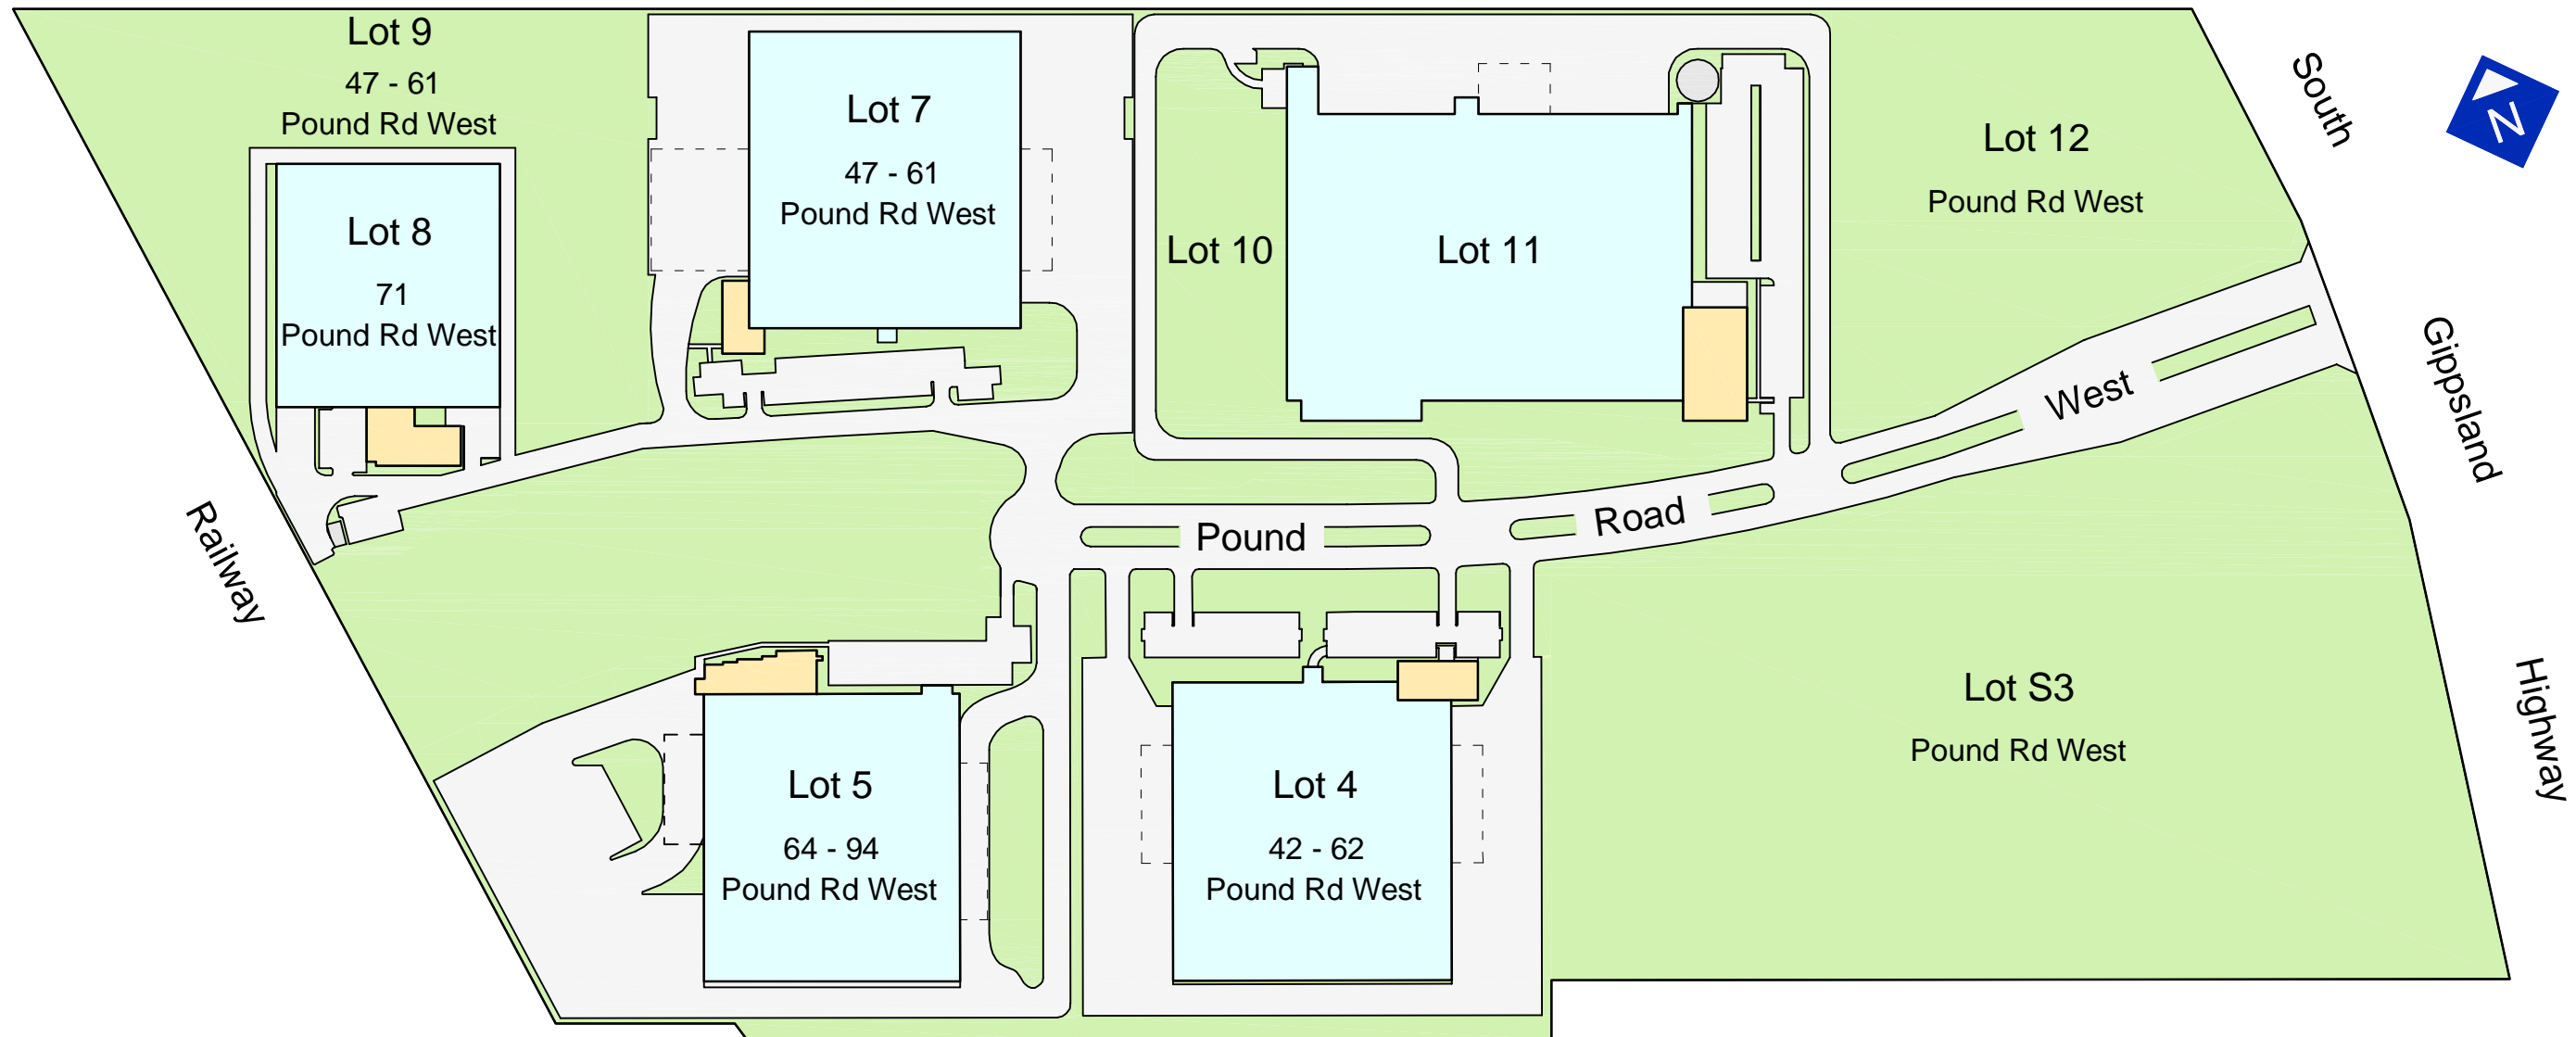 Lot 9
47 - 61
Pound Rd West
Lot 7
47 - 61
Pound Rd West
Lot 8
71
Pound Rd West
Lot 10
Lot 11
Lot 12
Pound Rd West
South
Gippsland
Highway
N
Railway
Pound
Road
West
Lot 5
64 - 94
Pound Rd West
Lot 4
42 - 62
Pound Rd West
Lot S3
Pound Rd West